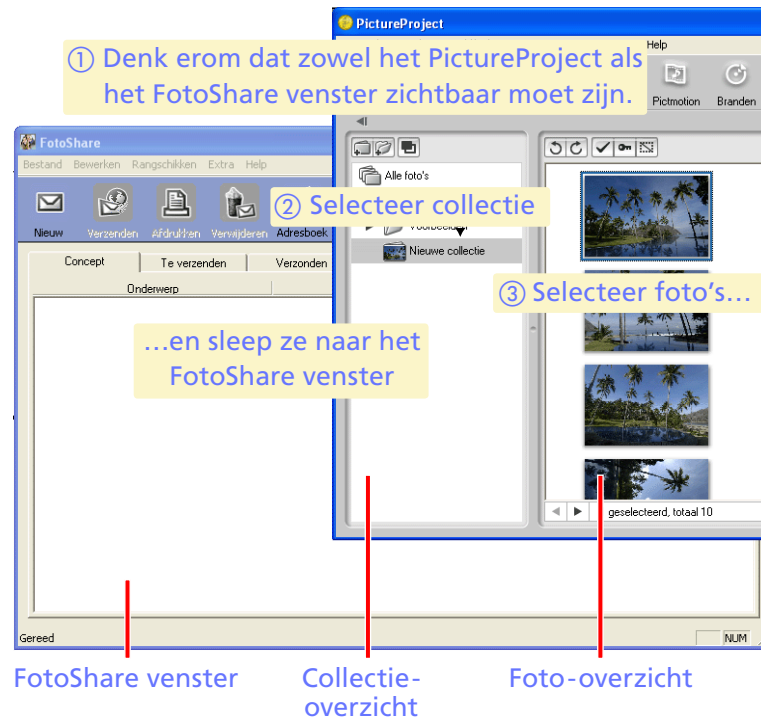 PictureProject
① Denk erom dat zowel het PictureProject als
het FotoShare venster zichtbaar moet zijn.
Help
Pictmotion Branden
FotoShare
Bestand Bewerken Rangschikken Extra Help
Alle foto's
② Selecteer collectie
Nieuw Verzenden Afdrukken Verwijderen Adresboek
Nieuwe collectie
Concept Te verzenden Verzonden
Onderwerp
③ Selecteer foto's...
...en sleep ze naar het
FotoShare venster
geselecteerd, totaal 10
Gereed
NUM
FotoShare venster
Collectie-
overzicht
Foto-overzicht